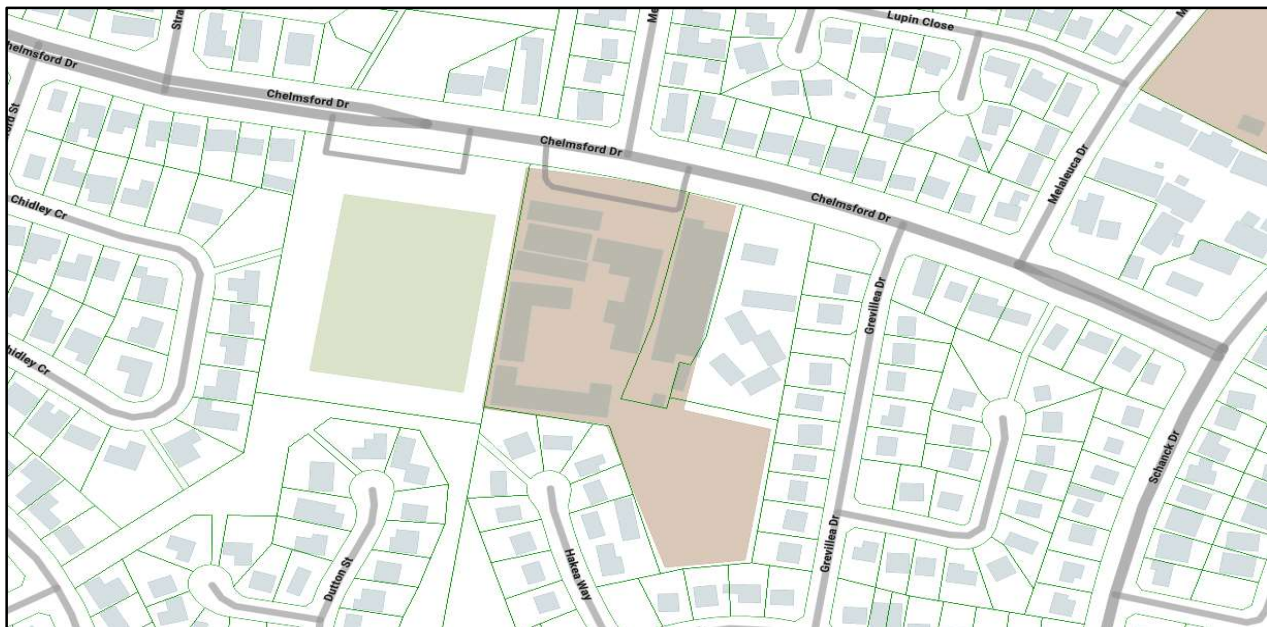 Lupin Close
Chelmsford Dr
Chelmsford Dr
Chelmsford Dr
Chelmsford Dr
Melaleuca Dr
Chidley Cr
Grevillea Dr
hidley Cr
Schanck Dr
Grevillea Dr
Dutton St
Hakea Way